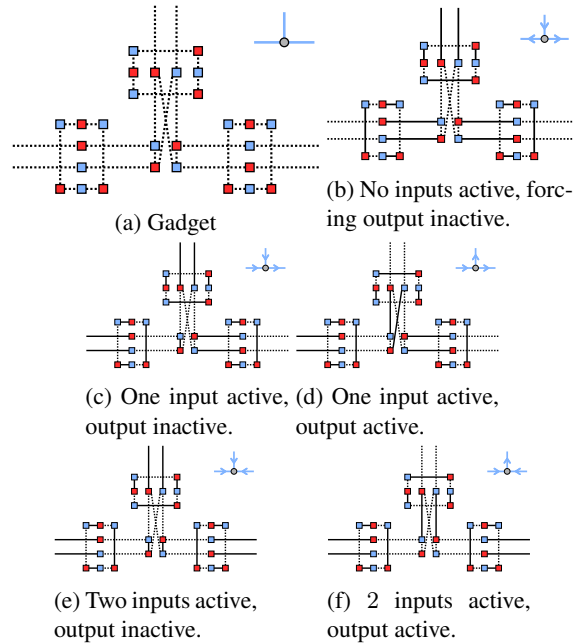 (a) Gadget
(b) No inputs active, forc-
ing output inactive.
(c) One input active,
output inactive.
(d) One input active,
output active.
(e) Two inputs active,
output inactive.
(f) 2 inputs active,
output active.